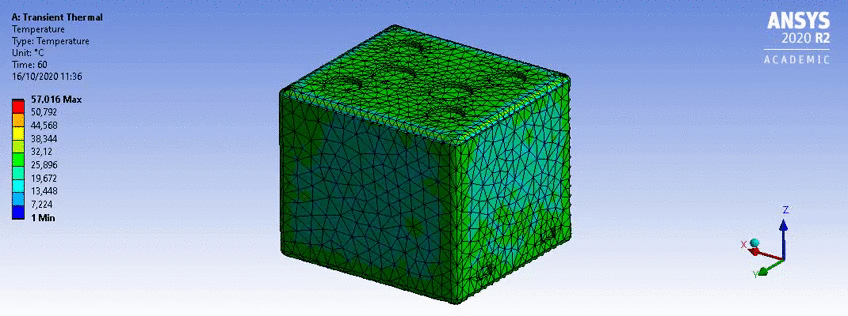 A: Transient Thermal
Temperature
Type: Temperature
Unit: °C
Time: 60
16/10/2020 11:36
57,016 Max
50,792
44,568
38,344
32,12
25,896
19,672
13,448
7,224
1 Min
ANSYS
2020 R2
ACADEMIC
Z
X
Y